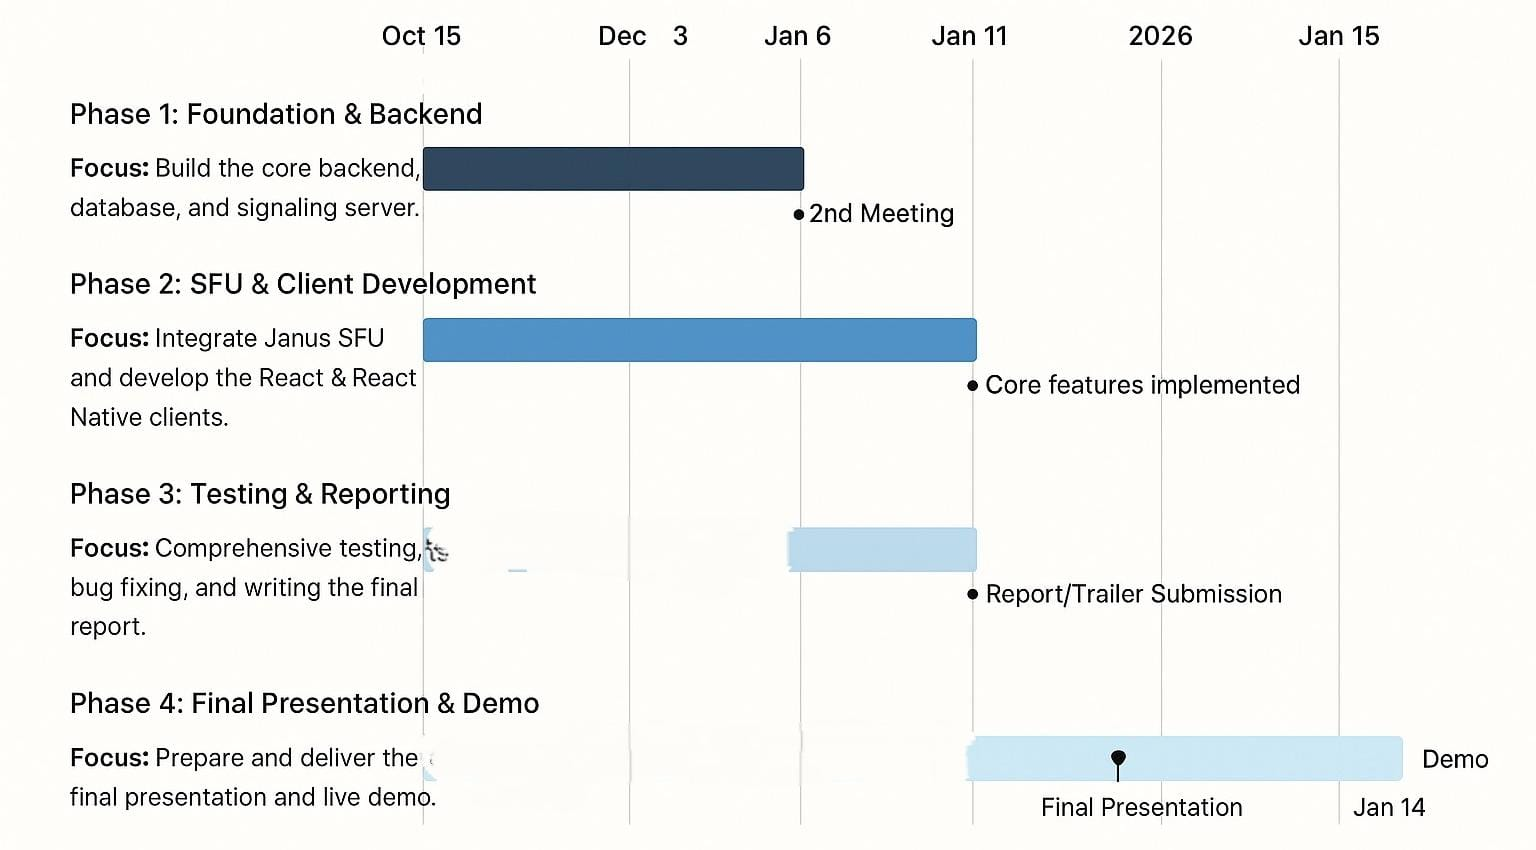 Oct 15 Dec 3 Jan 6 Jan 11 2026 Jan 15
Phase 1: Foundation & Backend
Focus: Build the core backend,
database, and signaling server.
2nd Meeting
Phase 2: SFU & Client Development
Focus: Integrate Janus SFU
and develop the React & React
Native clients.
Core features implemented
Phase 3: Testing & Reporting
Focus: Comprehensive testing,
bug fixing, and writing the final
report.
Report/Trailer Submission
Phase 4: Final Presentation & Demo
Focus: Prepare and deliver the
final presentation and live demo.
Demo
Final Presentation
Jan 14